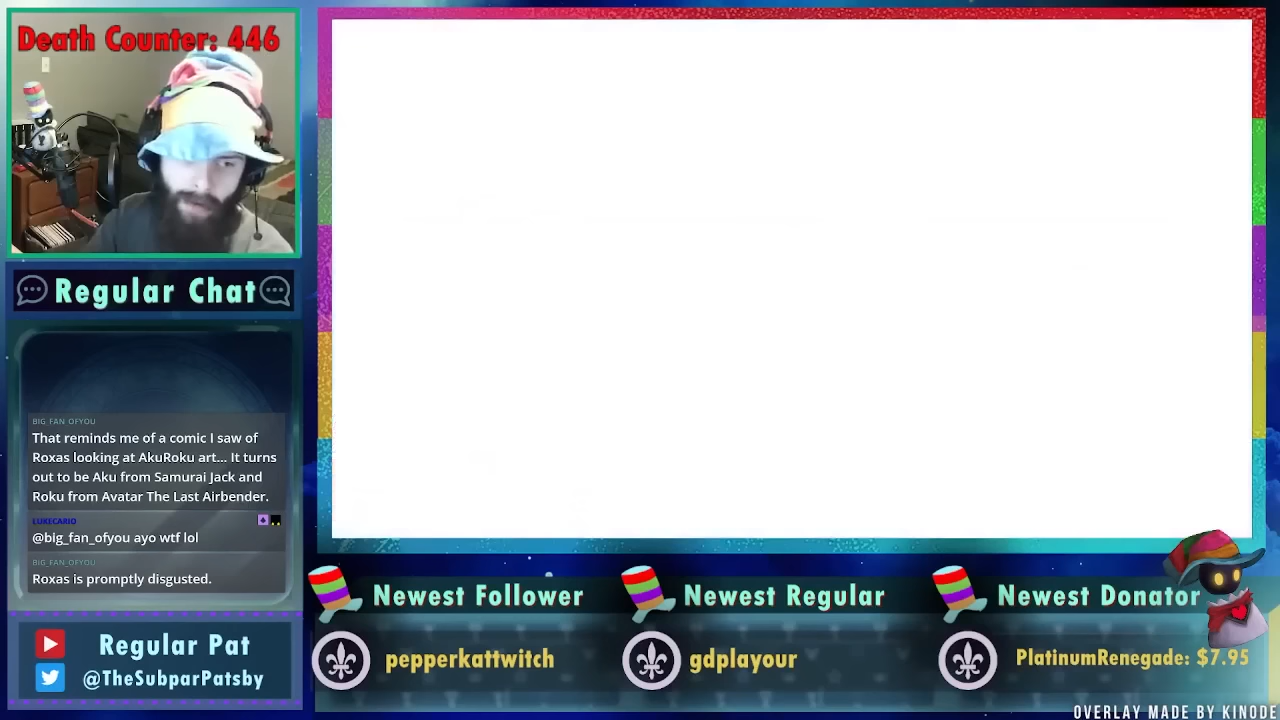 Death Counter: 446
Regular Chat
BIG_FAN_OFYOU
That reminds me of a comic I saw of
Roxas looking at AkuRoku art... It turns
out to be Aku from Samurai Jack and
Roku from Avatar The Last Airbender.
LUKECARIO
@big_fan_ofyou ayo wtf lol
BIG_FAN_OFYOU
Roxas is promptly disgusted.
Regular Pat
@TheSubparPatsby
Newest Follower
pepperkattwitch
Newest Regular
gdplayour
Newest Donator
PlatinumRenegade: $7.95
OVERLAY MADE BY KINODE